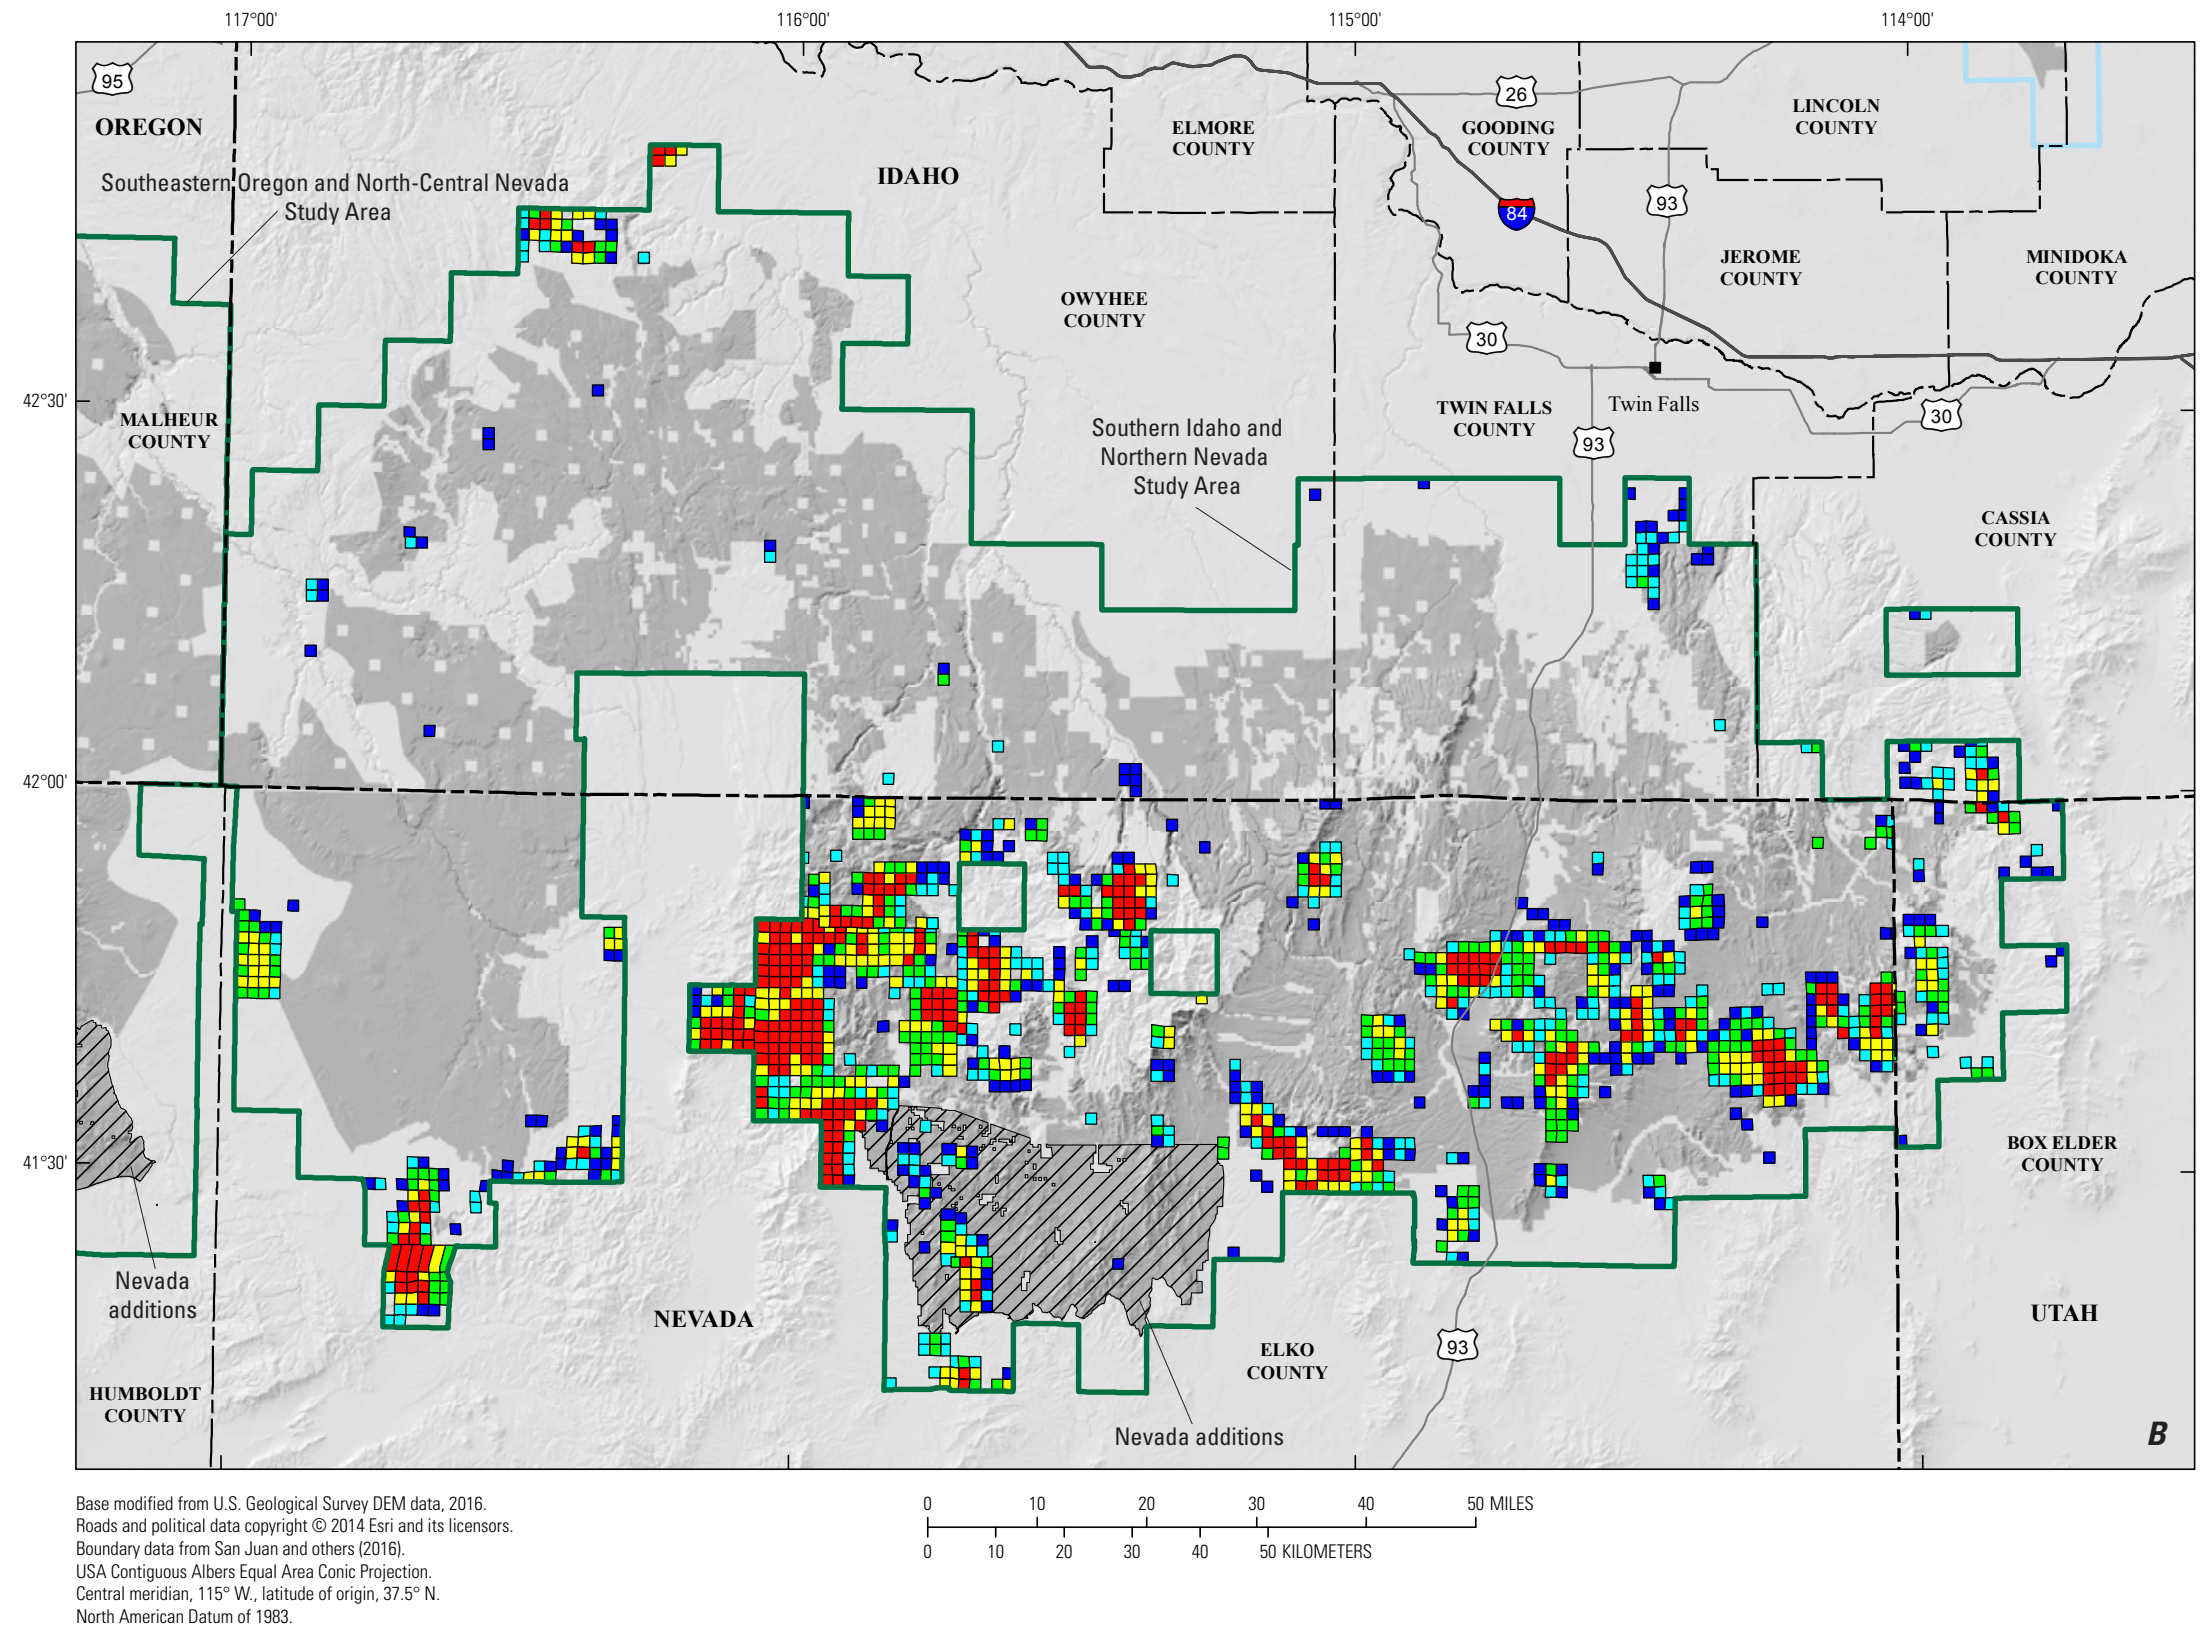 117°00'
116°00'
115°00'
114°00'
95
OREGON
Southeastern Oregon and North-Central Nevada
Study Area
IDAHO
ELMORE
COUNTY
26
GOODING
COUNTY
LINCOLN
COUNTY
84
93
JEROME
COUNTY
MINIDOKA
COUNTY
OWYHEE
COUNTY
30
42°30'
MALHEUR
COUNTY
Southern Idaho and
Northern Nevada
Study Area
TWIN FALLS
COUNTY
Twin Falls
93
30
CASSIA
COUNTY
42°00'
41°30'
BOX ELDER
COUNTY
Nevada
additions
NEVADA
UTAH
ELKO
COUNTY
93
HUMBOLDT
COUNTY
Nevada additions
B
Base modified from U.S. Geological Survey DEM data, 2016.
Roads and political data copyright © 2014 Esri and its licensors.
Boundary data from San Juan and others (2016).
USA Contiguous Albers Equal Area Conic Projection.
Central meridian, 115° W., latitude of origin, 37.5° N.
North American Datum of 1983.
0 10 20 30 40 50 MILES
0 10 20 30 40 50 KILOMETERS